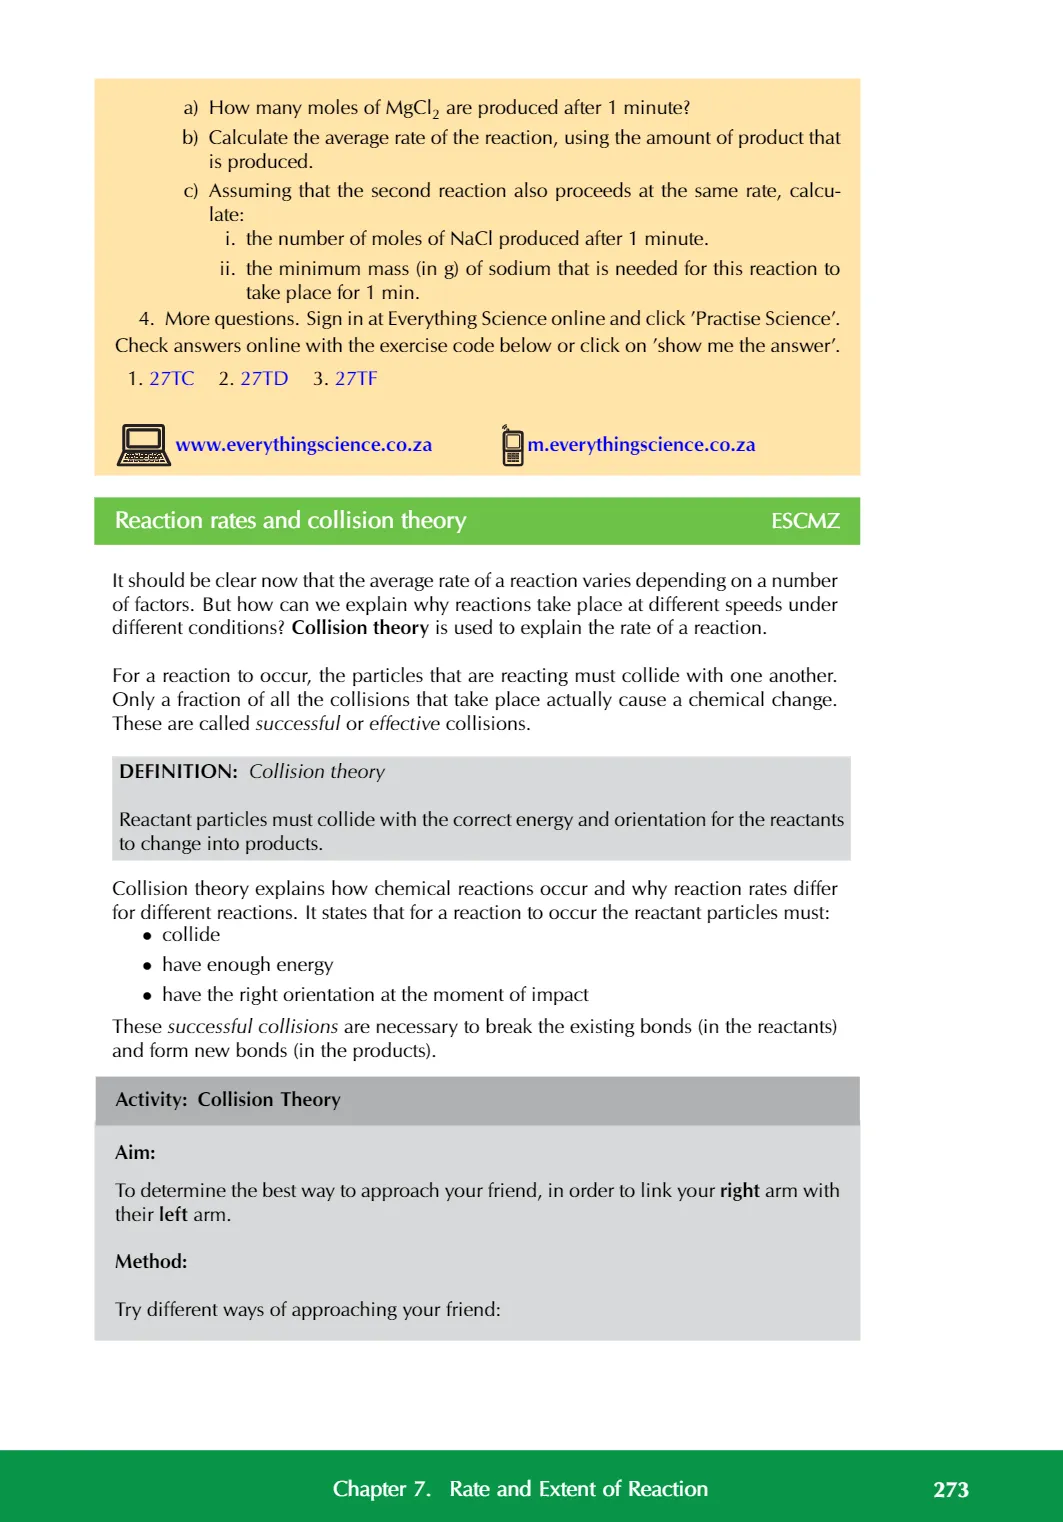 a) How many moles of MgCl₂ are produced after 1 minute?
b) Calculate the average rate of the reaction, using the amount of product that
is produced.
c) Assuming that the second reaction also proceeds at the same rate, calcu-
late:
i. the number of moles of NaCl produced after 1 minute.
ii. the minimum mass (in g) of sodium that is needed for this reaction to
take place for 1 min.
4. More questions. Sign in at Everything Science online and click ’Practise Science’.
Check answers online with the exercise code below or click on ’show me the answer’.
1. 27TC 2. 27TD 3. 27TF
www.everythingscience.co.za m.everythingscience.co.za
Reaction rates and collision theory ESCMZ
It should be clear now that the average rate of a reaction varies depending on a number
of factors. But how can we explain why reactions take place at different speeds under
different conditions? Collision theory is used to explain the rate of a reaction.
For a reaction to occur, the particles that are reacting must collide with one another.
Only a fraction of all the collisions that take place actually cause a chemical change.
These are called successful or effective collisions.
DEFINITION: Collision theory
Reactant particles must collide with the correct energy and orientation for the reactants
to change into products.
Collision theory explains how chemical reactions occur and why reaction rates differ
for different reactions. It states that for a reaction to occur the reactant particles must:
• collide
• have enough energy
• have the right orientation at the moment of impact
These successful collisions are necessary to break the existing bonds (in the reactants)
and form new bonds (in the products).
Activity: Collision Theory
Aim:
To determine the best way to approach your friend, in order to link your right arm with
their left arm.
Method:
Try different ways of approaching your friend:
Chapter 7. Rate and Extent of Reaction 273